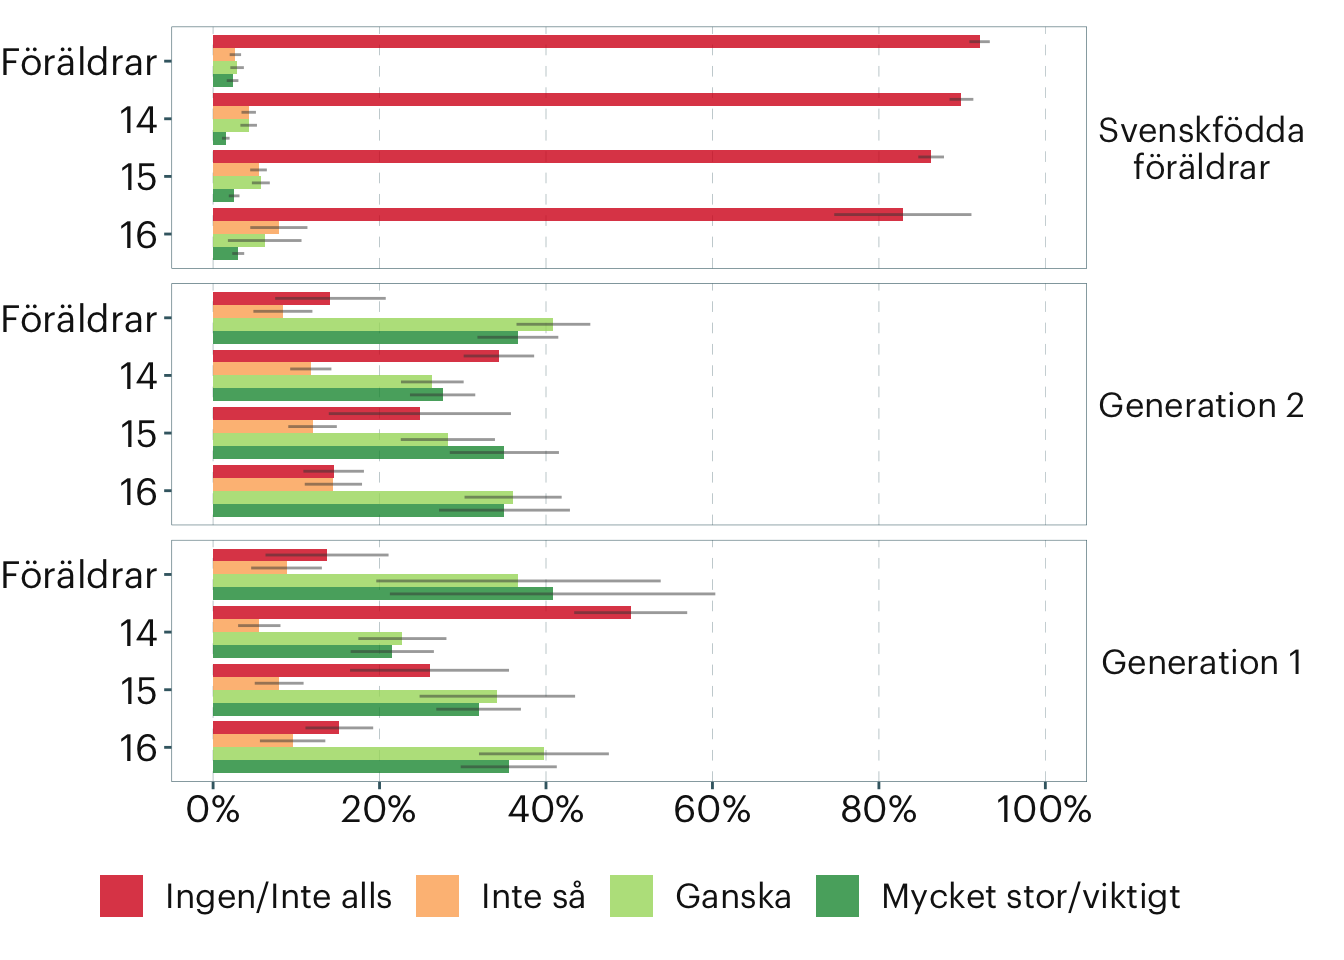 Föräldrar
14
15
16
Svenskfödda
föräldrar
Föräldrar
14
15
16
Generation 2
Föräldrar
14
15
16
Generation 1
0% 20% 40% 60% 80% 100%
Ingen/Inte alls Inte så Ganska Mycket stor/viktigt